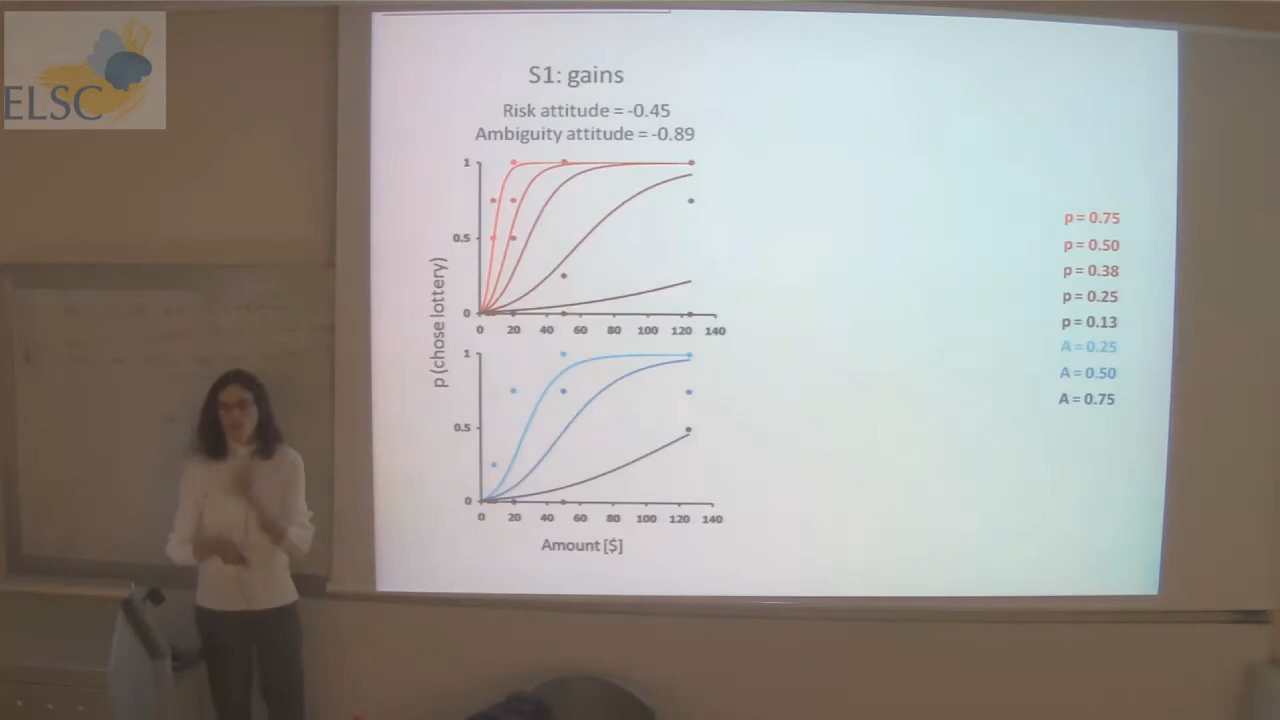 ELSC
S1: gains
Risk attitude = -0.45
Ambiguity attitude = -0.89
p (chose lottery)
1
0.5
0
0 20 40 60 80 100 120 140
1
0.5
0
0 20 40 60 80 100 120 140
Amount [$]
p = 0.75
p = 0.50
p = 0.38
p = 0.25
p = 0.13
A = 0.25
A = 0.50
A = 0.75